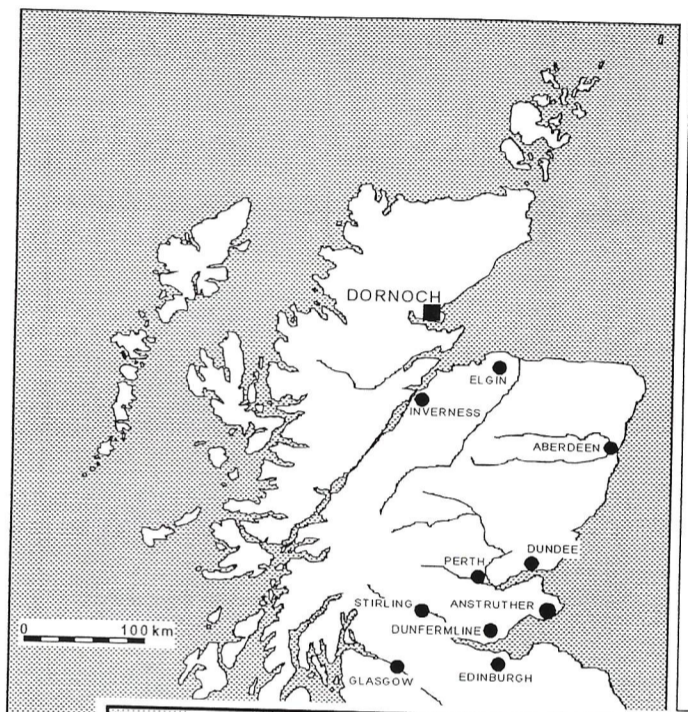 DORNOCH
ELGIN
INVERNESS
ABERDEEN
DUNDEE
PERTH
STIRLING
ANSTRUTHER
DUNFERMLINE
0 100 km
GLASGOW
EDINBURGH